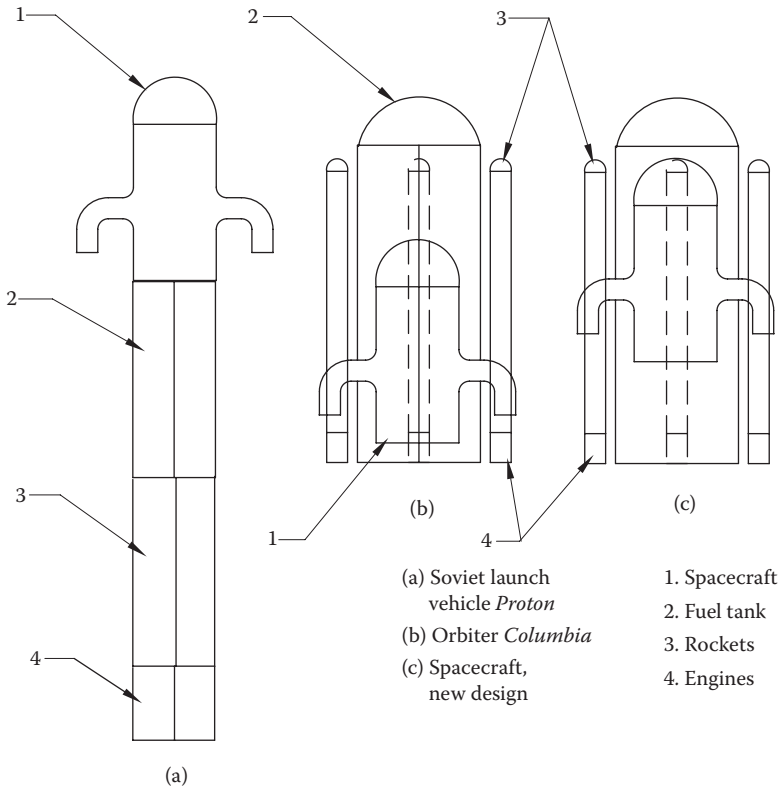 1
2
3
2
3
4
1
4
(b)
(c)
(a)
(a) Soviet launch
vehicle Proton
(b) Orbiter Columbia
(c) Spacecraft,
new design
1. Spacecraft
2. Fuel tank
3. Rockets
4. Engines